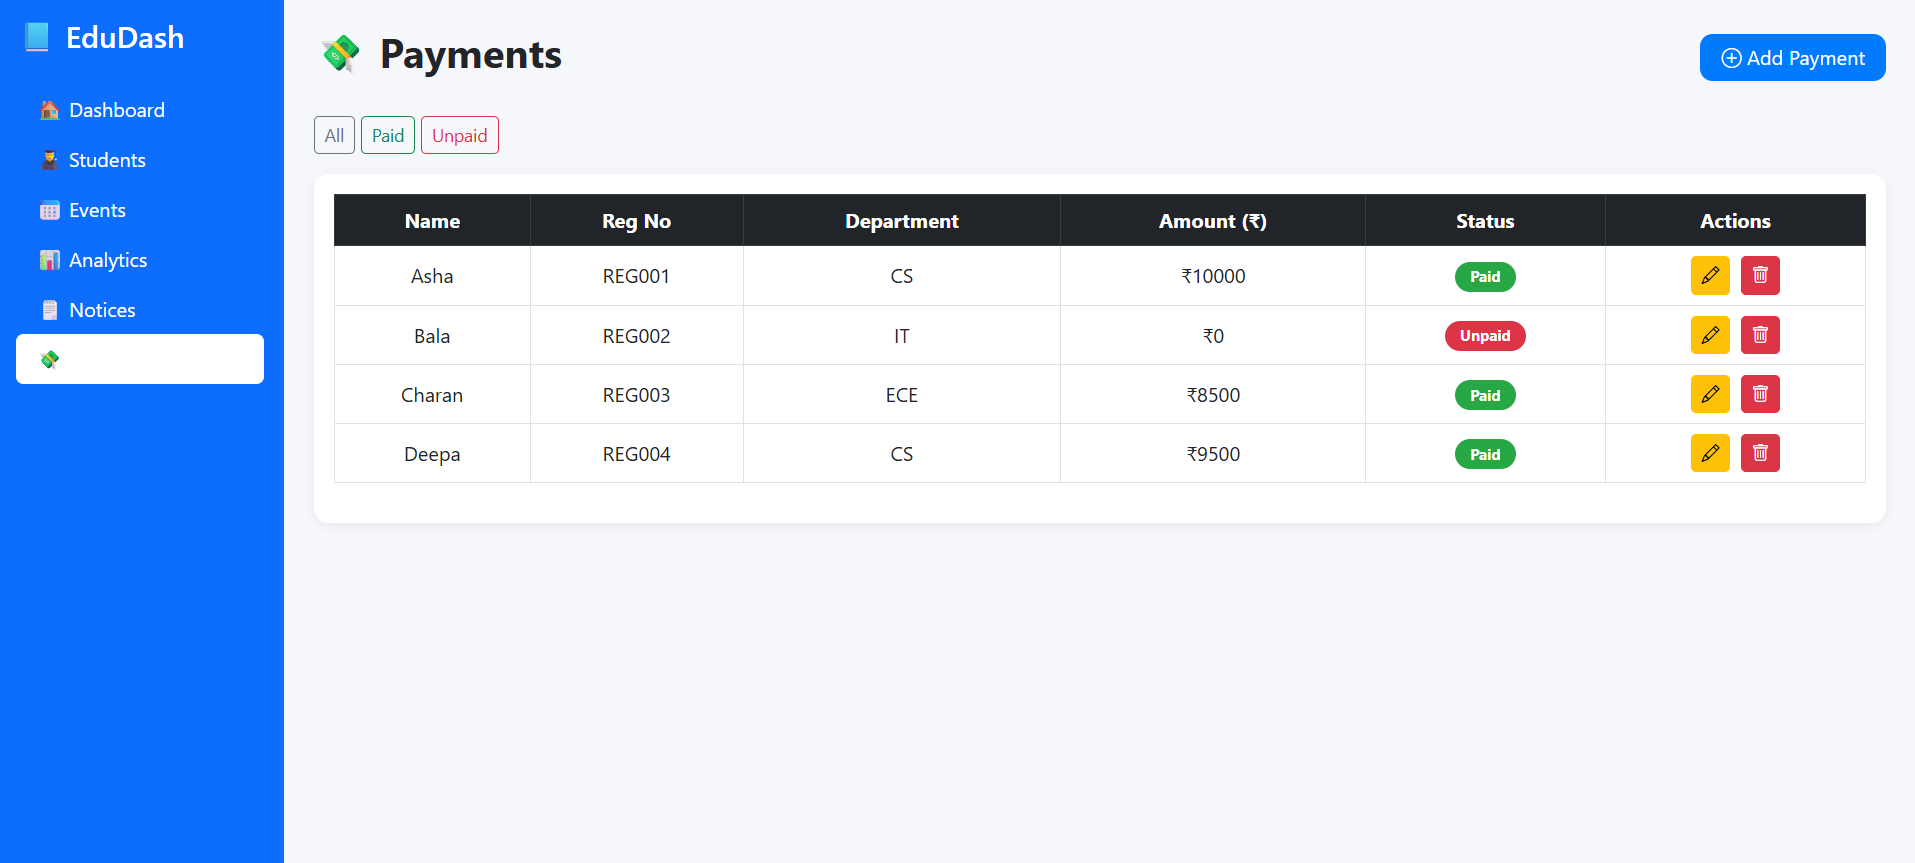 EduDash
Dashboard
Students
Events
Analytics
Notices
Payments
Add Payment
All Paid Unpaid
Name Reg No Department Amount (₹) Status Actions
Asha REG001 CS ₹10000 Paid
Bala REG002 IT ₹0 Unpaid
Charan REG003 ECE ₹8500 Paid
Deepa REG004 CS ₹9500 Paid